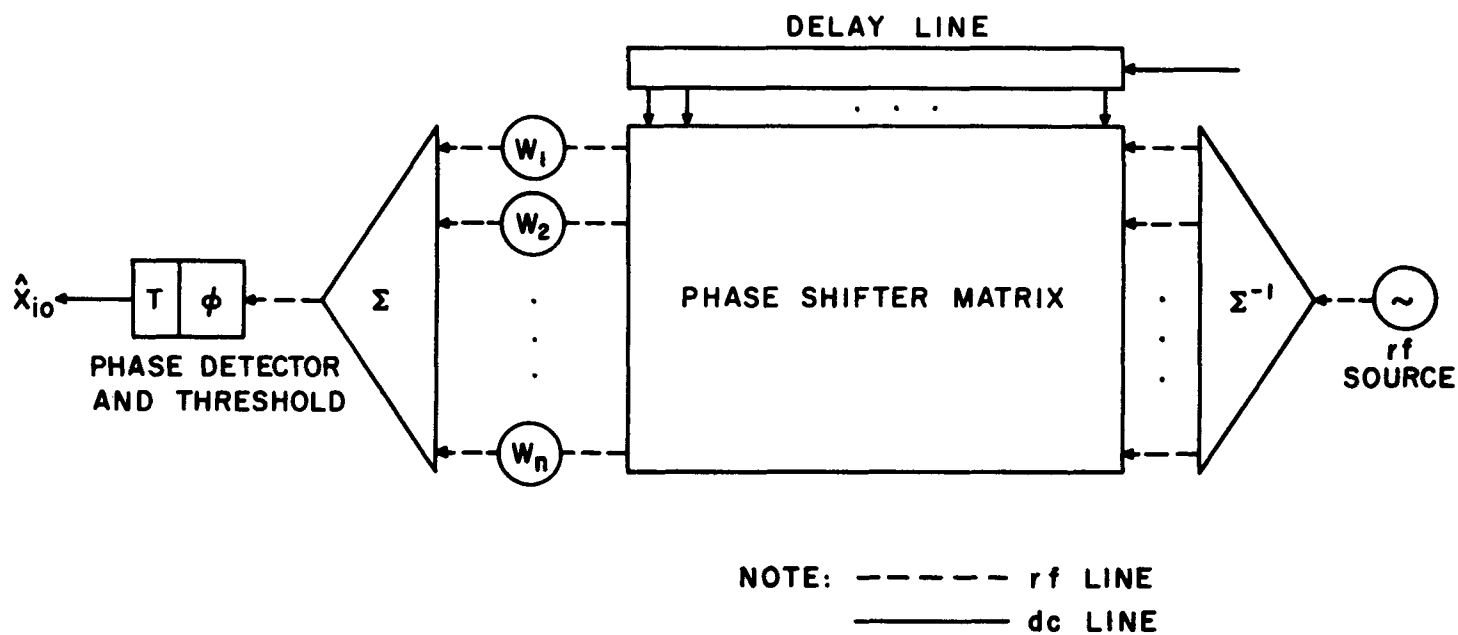 DELAY LINE
. . .
W₁
W₂
Wₙ
Σ
PHASE SHIFTER MATRIX
Σ⁻¹
~
rf
SOURCE
T ϕ
x̂ᵢₒ
PHASE DETECTOR
AND THRESHOLD
NOTE: ------ rf LINE
—— dc LINE